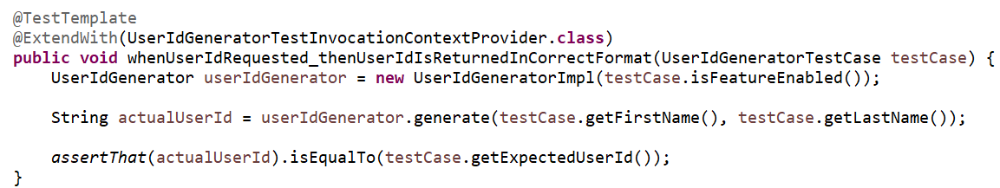 @TestTemplate
@ExtendWith(UserIdGeneratorTestInvocationContextProvider.class)
public void whenUserIdRequested_thenUserIdIsReturnedInCorrectFormat(UserIdGeneratorTestCase testCase) {
    UserIdGenerator userIdGenerator = new UserIdGeneratorImpl(testCase.isFeatureEnabled());

    String actualUserId = userIdGenerator.generate(testCase.getFirstName(), testCase.getLastName());

    assertThat(actualUserId).isEqualTo(testCase.getExpectedUserId());
}